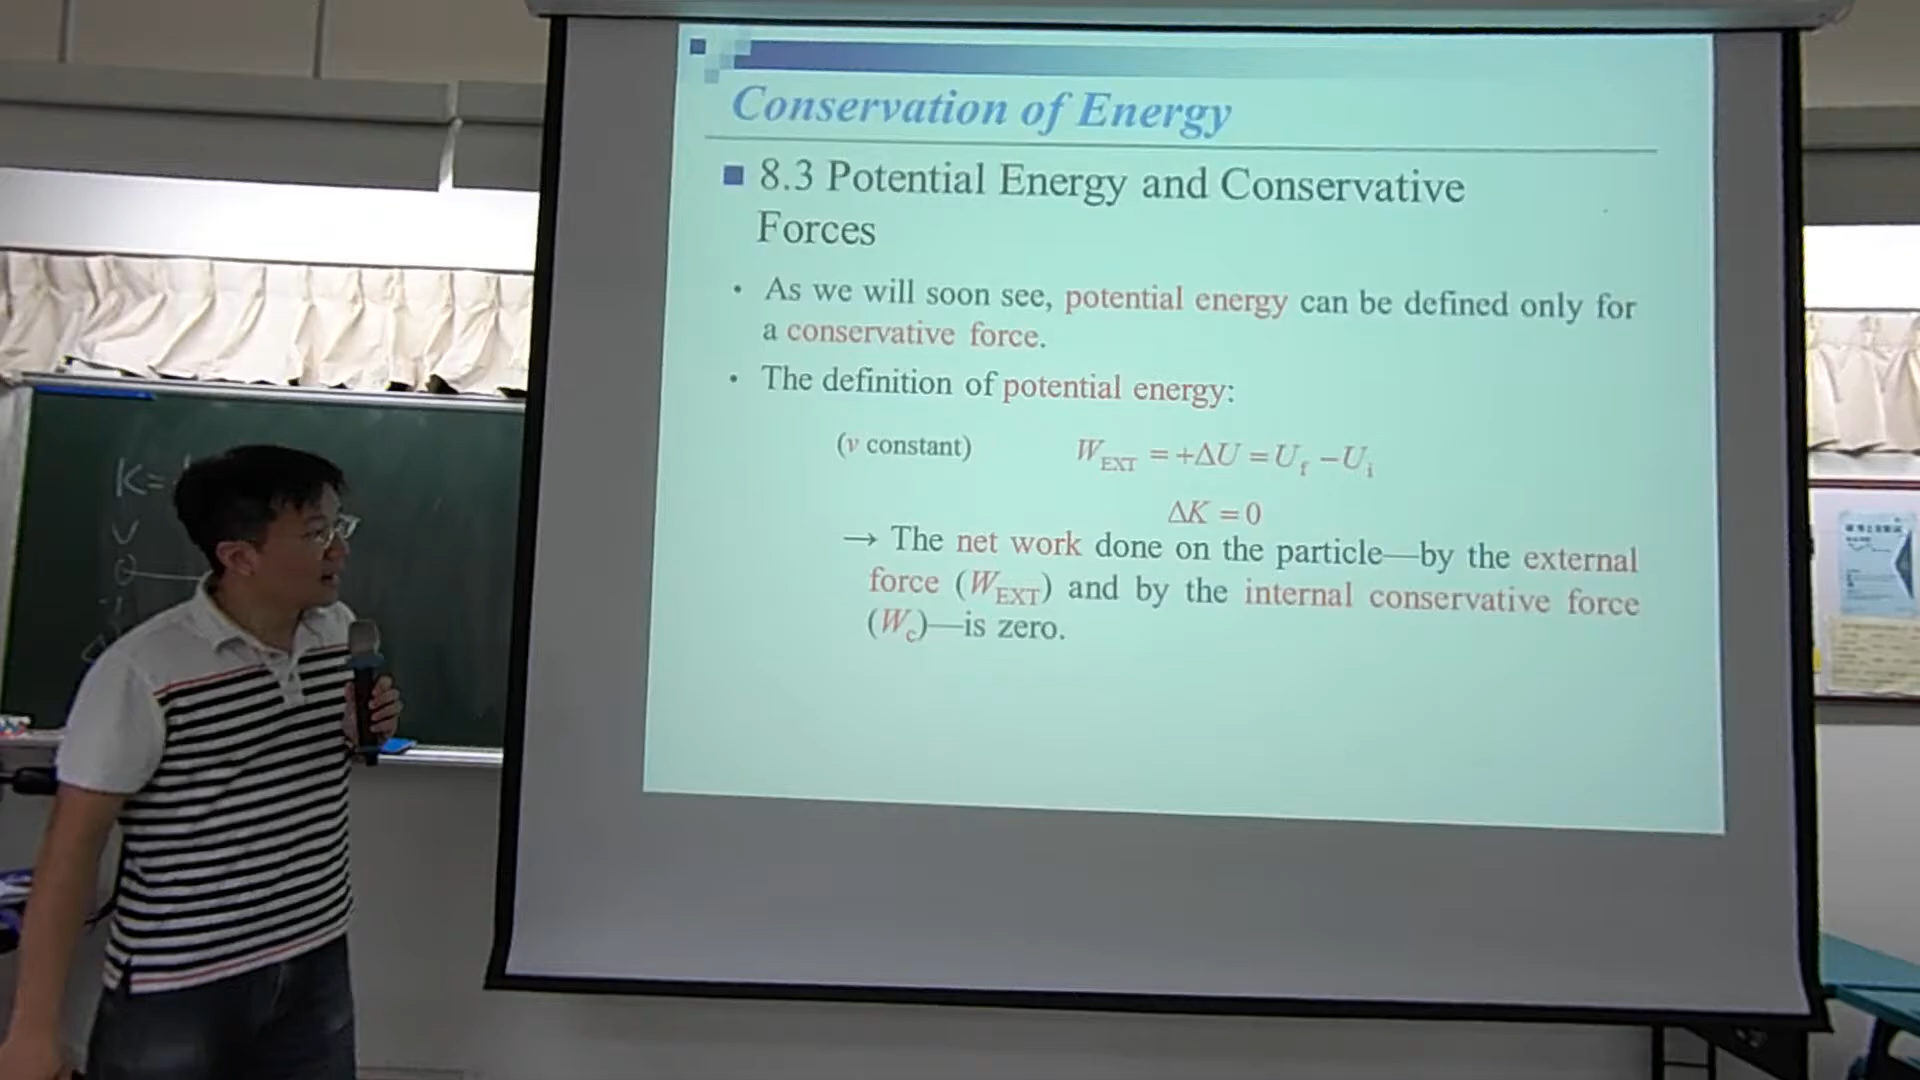 Conservation of Energy
8.3 Potential Energy and Conservative
Forces
• As we will soon see, potential energy can be defined only for
a conservative force.
• The definition of potential energy:
(v constant) W_EXT = +ΔU = U_f − U_i
ΔK = 0
→ The net work done on the particle—by the external
force (W_EXT) and by the internal conservative force
(W_c)—is zero.
K=
V